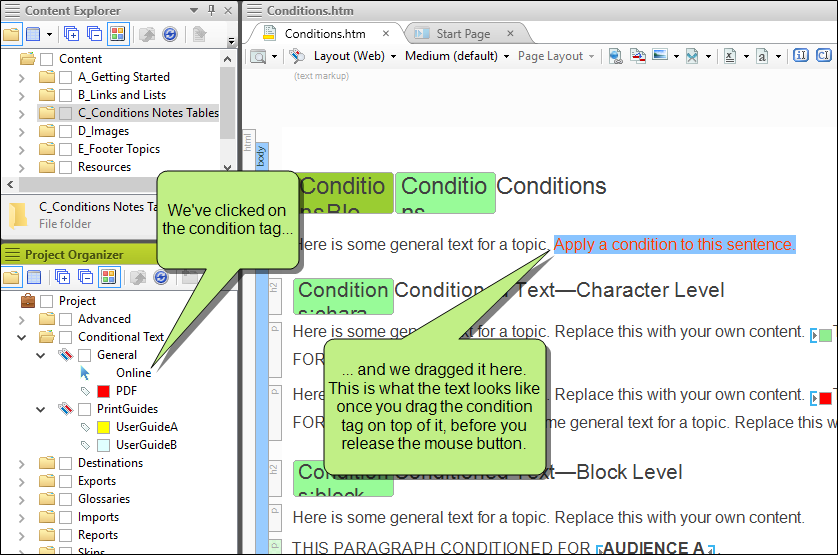 Content Explorer
Content
A_Getting Started
B_Links and Lists
C_Conditions Notes Tables
D_Images
E_Footer Topics
Resources
C_Conditions Notes Ta
File folder
Project Organizer
Project
Advanced
Conditional Text
General
Online
PDF
PrintGuides
UserGuideA
UserGuideB
Destinations
Exports
Glossaries
Imports
Reports
Skins
We've clicked on
the condition tag...
Conditions.htm
Conditions.htm
Start Page
Layout (Web)
Medium (default)
Page Layout
(text markup)
html
body
Conditio
nsBlo
Conditio
ns
Conditions
Here is some general text for a topic. Apply a condition to this sentence.
h2
Condition
s:chara
Conditioned Text—Character Level
p
Here is some general text for a topic. Replace this with your own content.
FOR
p
Here is some general text for a topic. Replace this with your own content.
FOR
me general text for a topic. Replace this w
... and we dragged it here.
This is what the text looks like
once you drag the condition
tag on top of it, before you
release the mouse button.
h2
Condition
s:block
Conditioned Text—Block Level
p
Here is some general text for a topic. Replace this with your own content.
p
THIS PARAGRAPH CONDITIONED FOR AUDIENCE A.